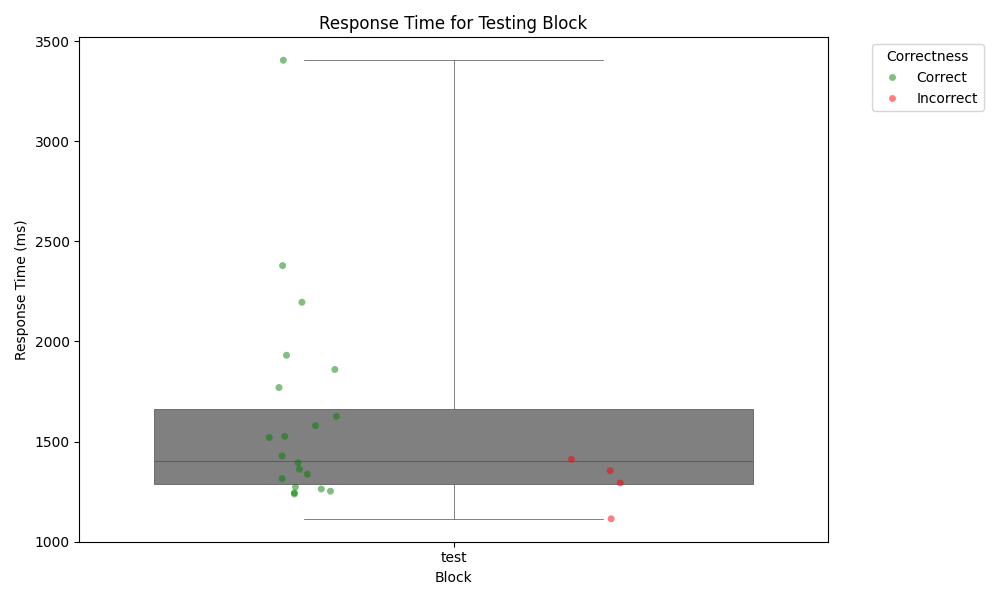 Response Time for Testing Block
Correctness
Correct
Incorrect
Response Time (ms)
3500
3000
2500
2000
1500
1000
test
Block